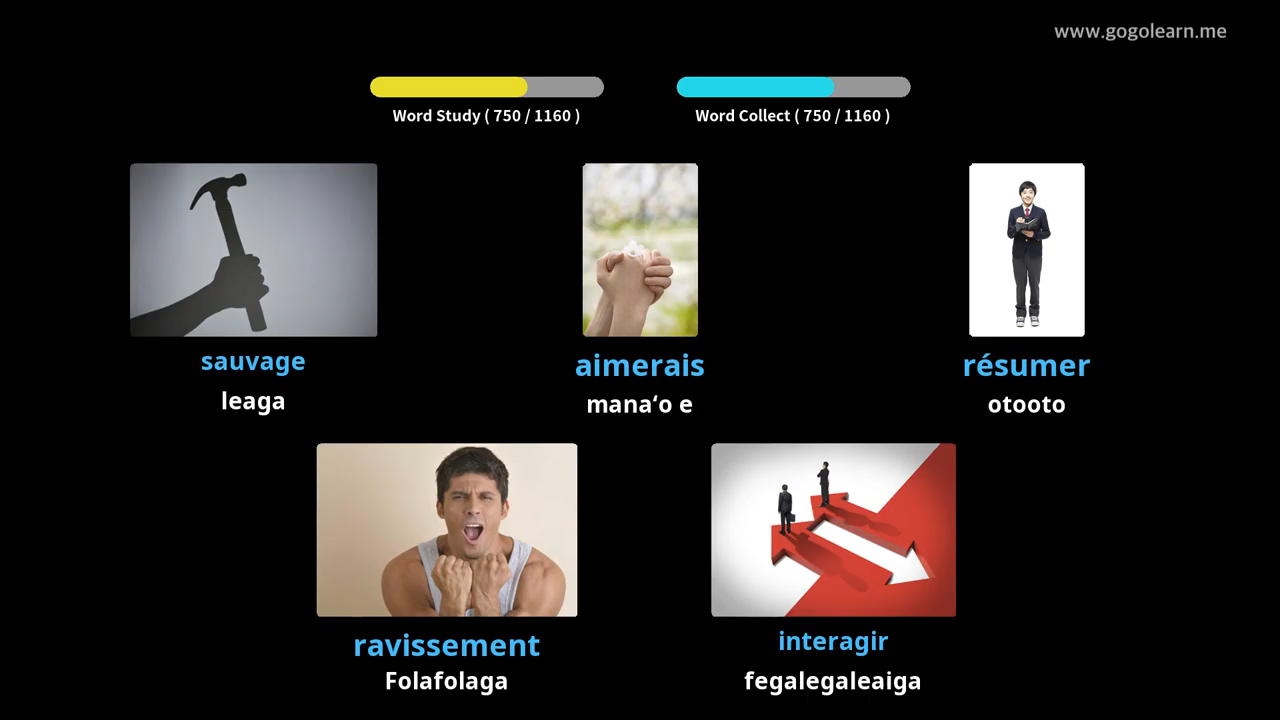 www.gogolearn.me
Word Study ( 750 / 1160 )
Word Collect ( 750 / 1160 )
sauvage
leaga
aimerais
manaʻo e
résumer
otooto
ravissement
Folafolaga
interagir
fegalegaleaiga